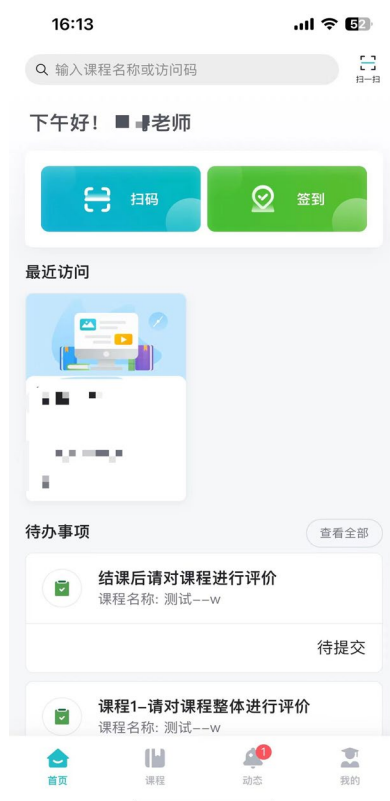 16:13
52
输入课程名称或访问码
扫一扫
下午好！ 老师
扫码
签到
最近访问
待办事项
查看全部
结课后请对课程进行评价
课程名称: 测试--w
待提交
课程1-请对课程整体进行评价
课程名称: 测试--w
1
首页
课程
动态
我的